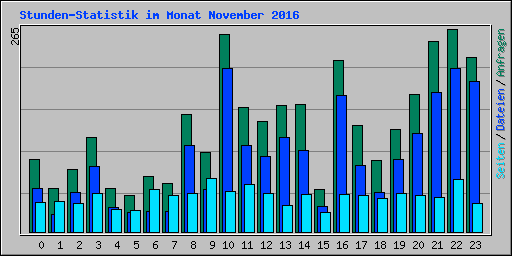 Stunden-Statistik im Monat November 2016
265
Seiten / Dateien / Anfragen
0 1 2 3 4 5 6 7 8 9 10 11 12 13 14 15 16 17 18 19 20 21 22 23